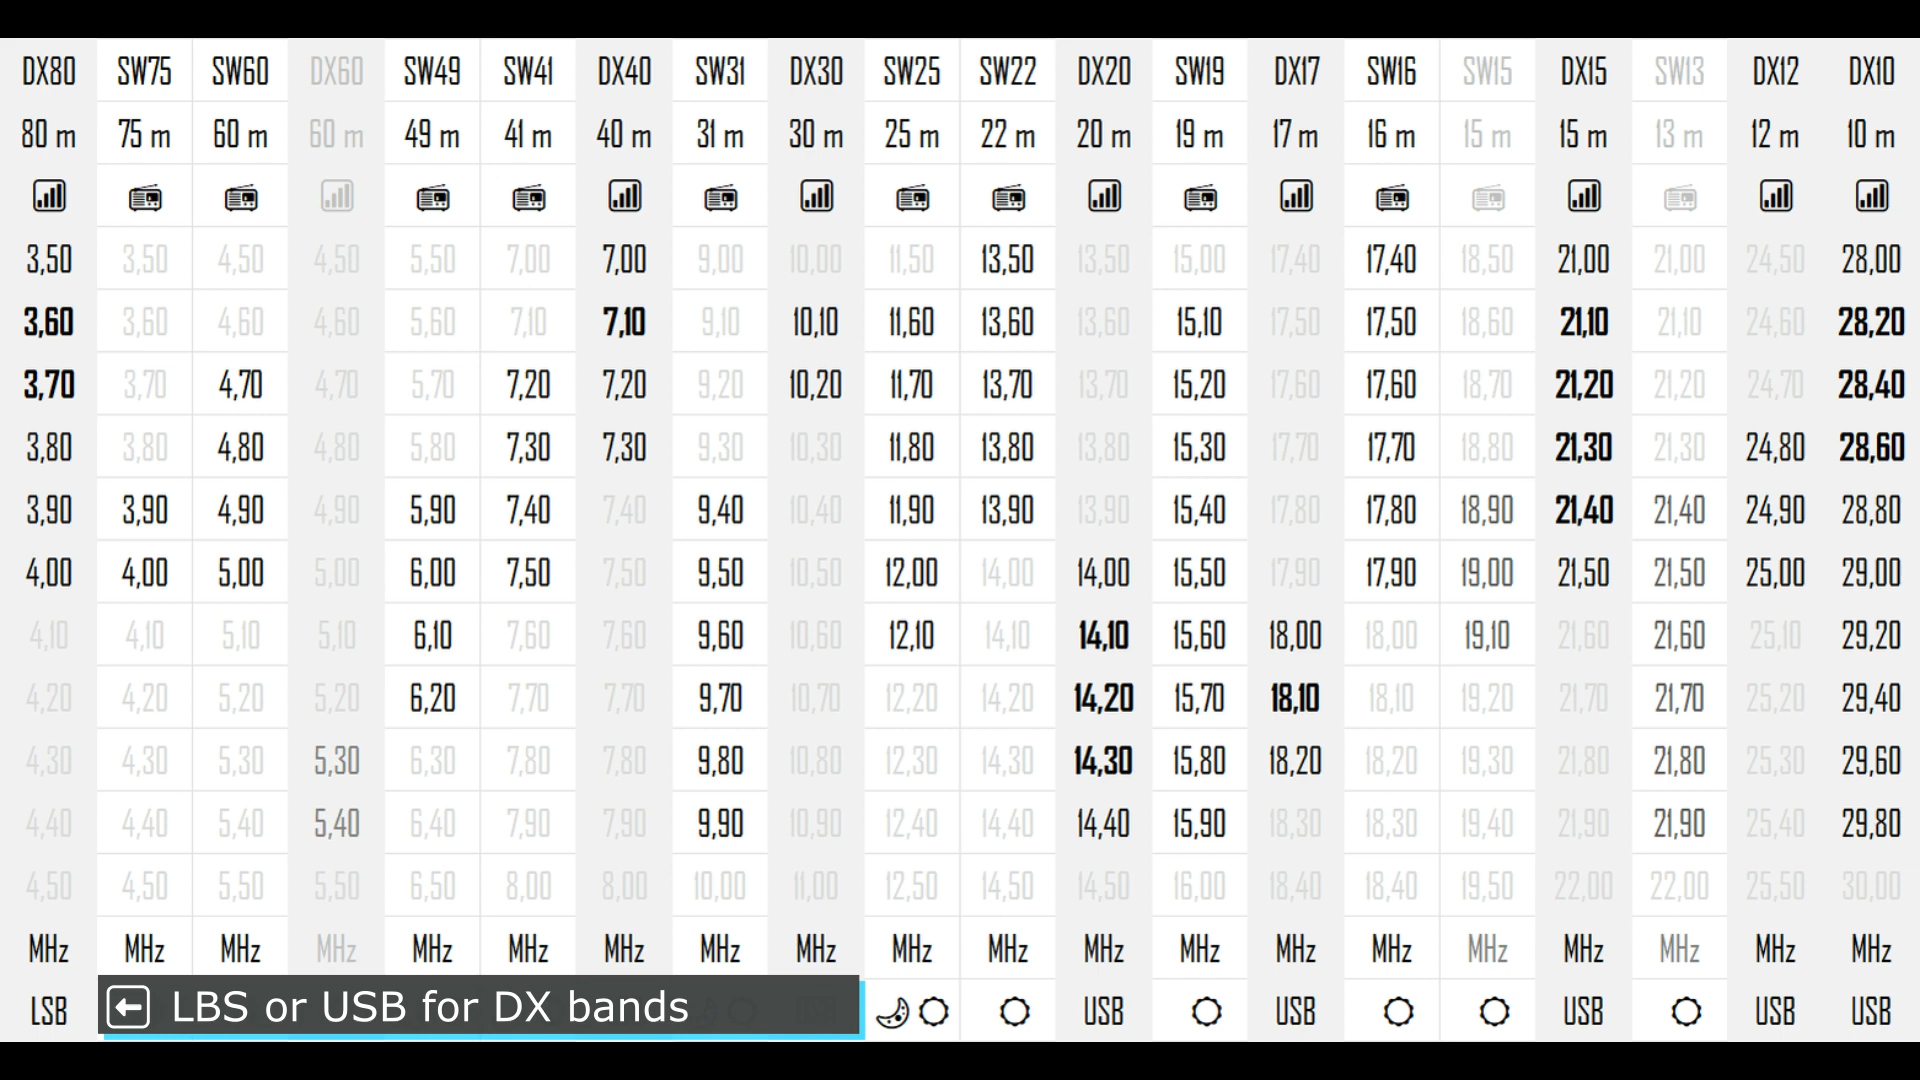 DX80 SW75 SW60 DX60 SW49 SW41 DX40 SW31 DX30 SW25 SW22 DX20 SW19 DX17 SW16 SW15 DX15 SW13 DX12 DX10
80 m 75 m 60 m 60 m 49 m 41 m 40 m 31 m 30 m 25 m 22 m 20 m 19 m 17 m 16 m 15 m 15 m 13 m 12 m 10 m
3,50 3,50 4,50 4,50 5,50 7,00 7,00 9,00 10,00 11,50 13,50 13,50 15,00 17,40 17,40 18,50 21,00 21,00 24,50 28,00
3,60 3,60 4,60 4,60 5,60 7,10 7,10 9,10 10,10 11,60 13,60 13,60 15,10 17,50 17,50 18,60 21,10 21,10 24,60 28,20
3,70 3,70 4,70 4,70 5,70 7,20 7,20 9,20 10,20 11,70 13,70 13,70 15,20 17,60 17,60 18,70 21,20 21,20 24,70 28,40
3,80 3,80 4,80 4,80 5,80 7,30 7,30 9,30 10,30 11,80 13,80 13,80 15,30 17,70 17,70 18,80 21,30 21,30 24,80 28,60
3,90 3,90 4,90 4,90 5,90 7,40 7,40 9,40 10,40 11,90 13,90 13,90 15,40 17,80 17,80 18,90 21,40 21,40 24,90 28,80
4,00 4,00 5,00 5,00 6,00 7,50 7,50 9,50 10,50 12,00 14,00 14,00 15,50 17,90 17,90 19,00 21,50 21,50 25,00 29,00
4,10 4,10 5,10 5,10 6,10 7,60 7,60 9,60 10,60 12,10 14,10 14,10 15,60 18,00 18,00 19,10 21,60 21,60 25,10 29,20
4,20 4,20 5,20 5,20 6,20 7,70 7,70 9,70 10,70 12,20 14,20 14,20 15,70 18,10 18,10 19,20 21,70 21,70 25,20 29,40
4,30 4,30 5,30 5,30 6,30 7,80 7,80 9,80 10,80 12,30 14,30 14,30 15,80 18,20 18,20 19,30 21,80 21,80 25,30 29,60
4,40 4,40 5,40 5,40 6,40 7,90 7,90 9,90 10,90 12,40 14,40 14,40 15,90 18,30 18,30 19,40 21,90 21,90 25,40 29,80
4,50 4,50 5,50 5,50 6,50 8,00 8,00 10,00 11,00 12,50 14,50 14,50 16,00 18,40 18,40 19,50 22,00 22,00 25,50 30,00
MHz MHz MHz MHz MHz MHz MHz MHz MHz MHz MHz MHz MHz MHz MHz MHz MHz MHz MHz MHz
LSB LBS or USB for DX bands USB USB USB USB USB